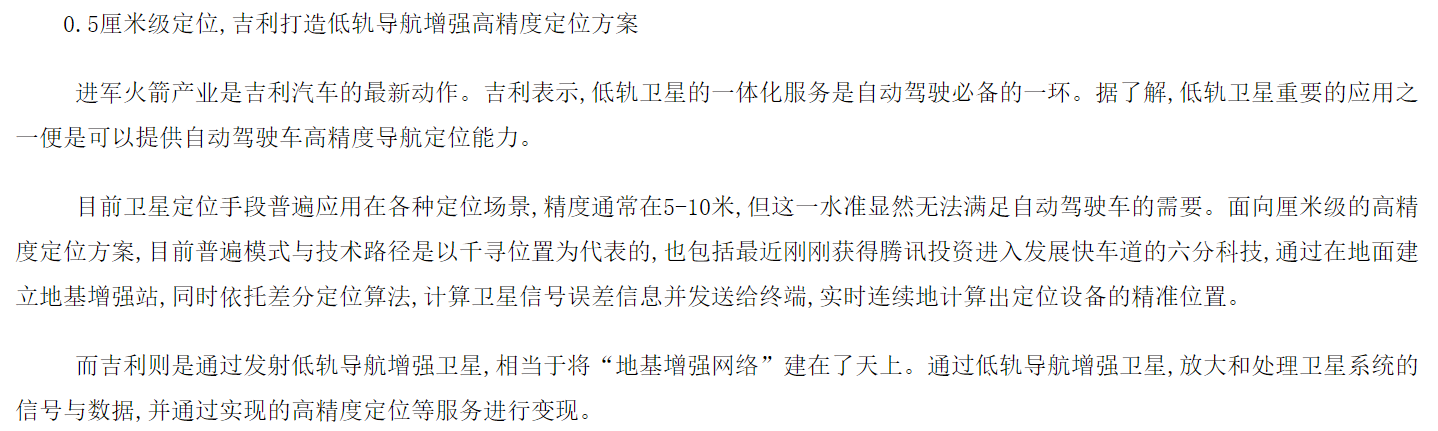 0.5厘米级定位,吉利打造低轨导航增强高精度定位方案
进军火箭产业是吉利汽车的最新动作。吉利表示,低轨卫星的一体化服务是自动驾驶必备的一环。据了解,低轨卫星重要的应用之
一便是可以提供自动驾驶车高精度导航定位能力。
目前卫星定位手段普遍应用在各种定位场景,精度通常在5-10米,但这一水准显然无法满足自动驾驶车的需要。面向厘米级的高精
度定位方案,目前普遍模式与技术路径是以千寻位置为代表的,也包括最近刚刚获得腾讯投资进入发展快车道的六分科技,通过在地面建
立地基增强站,同时依托差分定位算法,计算卫星信号误差信息并发送给终端,实时连续地计算出定位设备的精准位置。
而吉利则是通过发射低轨导航增强卫星,相当于将“地基增强网络”建在了天上。通过低轨导航增强卫星,放大和处理卫星系统的
信号与数据,并通过实现的高精度定位等服务进行变现。